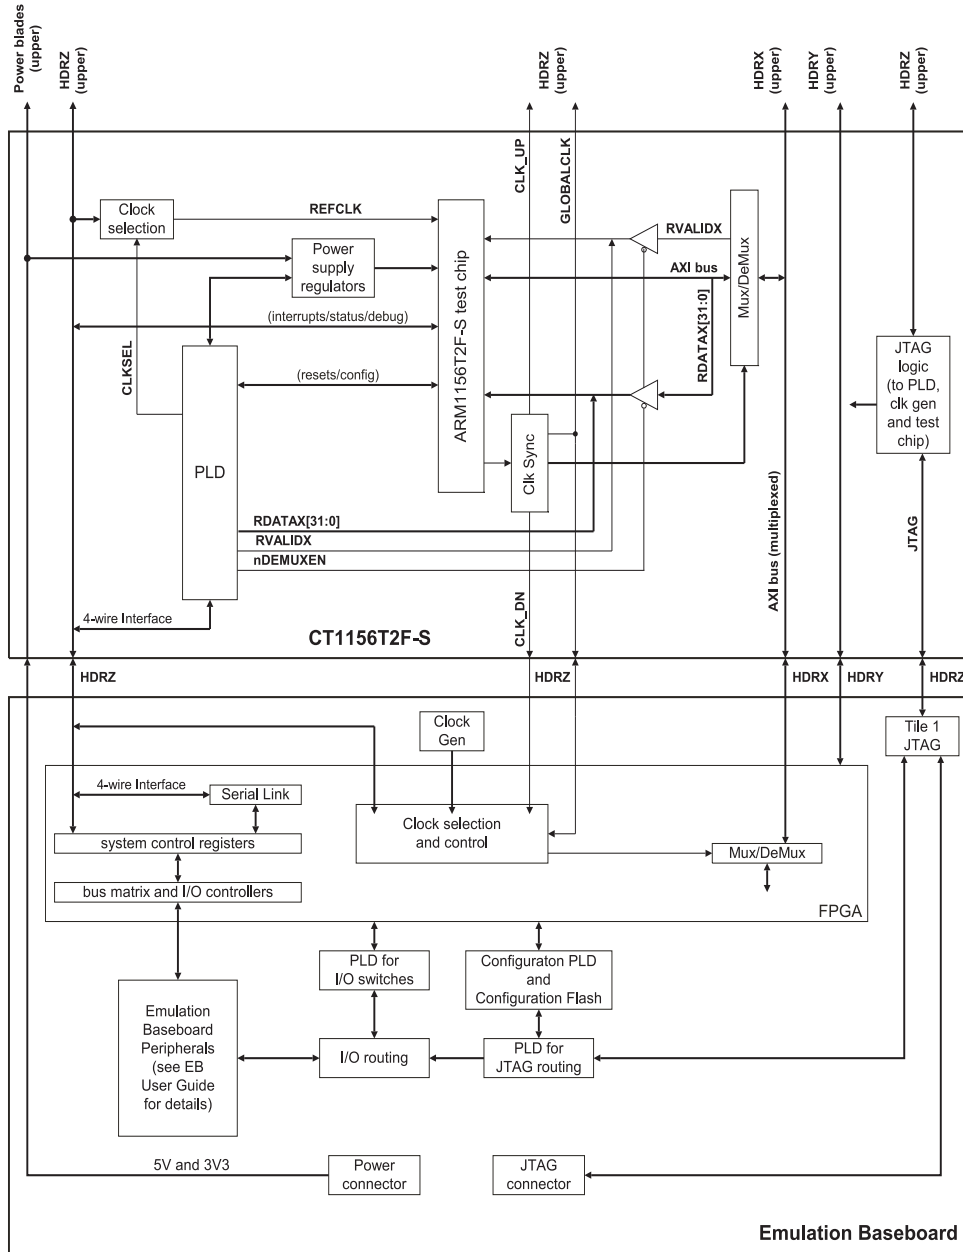 Power blades
(upper)
HDRZ
(upper)
HDRZ
(upper)
HDRX
(upper)
HDRY
(upper)
HDRZ
(upper)
CLK_UP
GLOBALCLK
Clock
selection
REFCLK
Power
supply
regulators
ARM1156T2F-S test chip
RVALIDX
AXI bus
Mux/DeMux
RDATAX[31:0]
(interrupts/status/debug)
CLKSEL
(resets/config)
JTAG
logic
(to PLD,
clk gen
and test
chip)
PLD
Clk Sync
RDATAX[31:0]
RVALIDX
nDEMUXEN
AXI bus (multiplexed)
JTAG
4-wire Interface
CT1156T2F-S
CLK_DN
HDRZ
HDRZ
HDRX
HDRY
HDRZ
Clock
Gen
Tile 1
JTAG
4-wire Interface
Serial Link
Clock selection
and control
system control registers
Mux/DeMux
bus matrix and I/O controllers
FPGA
PLD for
I/O switches
Configuraton PLD
and
Configuration Flash
Emulation
Baseboard
Peripherals
(see EB
User Guide
for details)
I/O routing
PLD for
JTAG routing
5V and 3V3
Power
connector
JTAG
connector
Emulation Baseboard